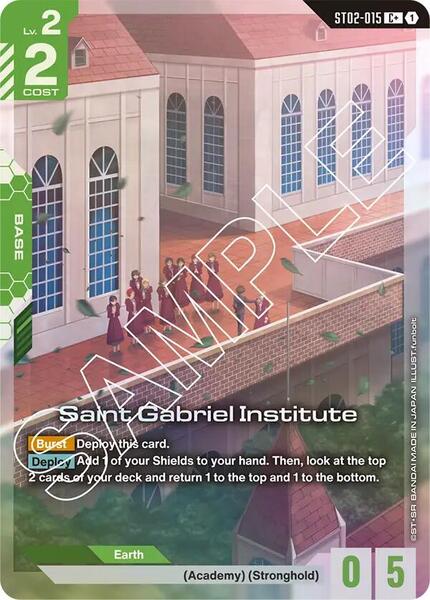 Lv. 2
2
COST
ST02-015 C+ 1
BASE
SAMPLE
Saint Gabriel Institute
Burst Deploy this card.
Deploy Add 1 of your Shields to your hand. Then, look at the top
2 cards of your deck and return 1 to the top and 1 to the bottom.
Earth
(Academy) (Stronghold)
0 5
©ST·SR BANDAI MADE IN JAPAN ILLUST.funbolt